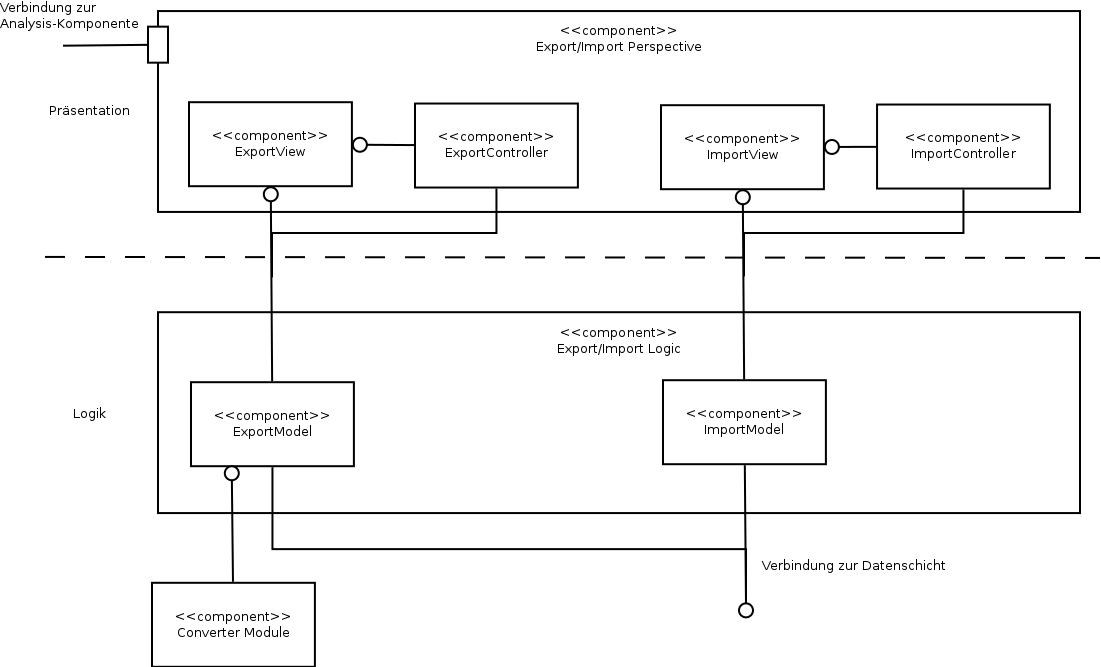 Verbindung zur
Analysis-Komponente
<<component>>
Export/Import Perspective
Präsentation
<<component>>
ExportView
<<component>>
ExportController
<<component>>
ImportView
<<component>>
ImportController
<<component>>
Export/Import Logic
Logik
<<component>>
ExportModel
<<component>>
ImportModel
Verbindung zur Datenschicht
<<component>>
Converter Module